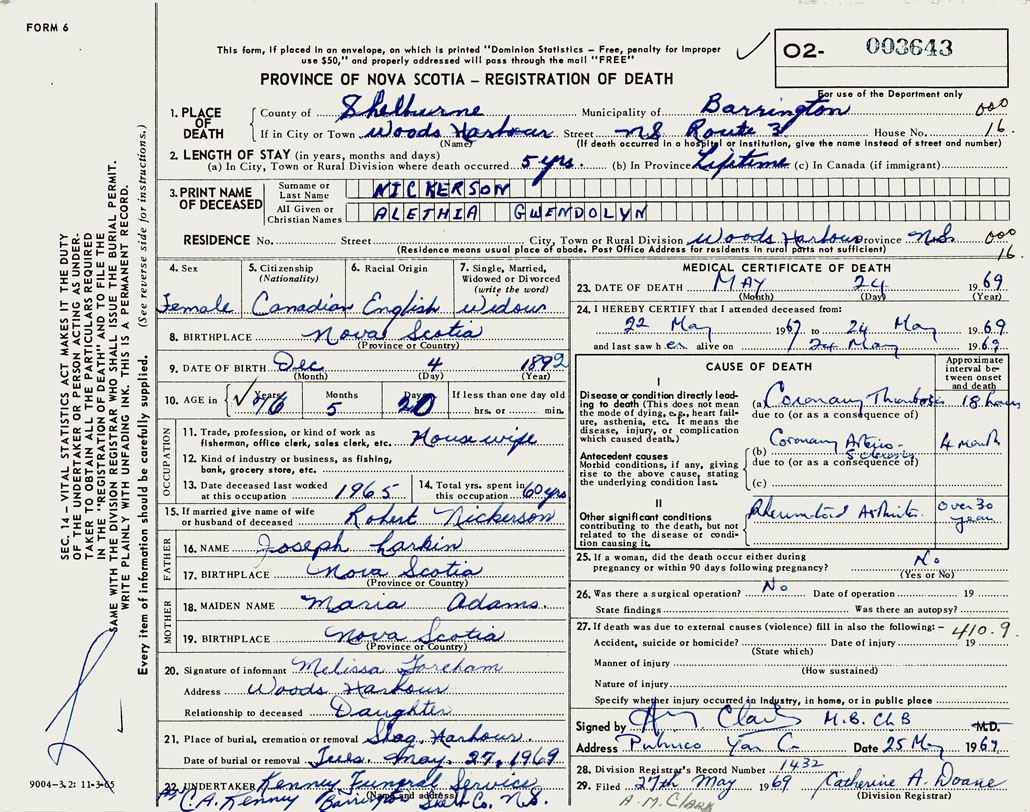 FORM 6
This form, if placed in an envelope, on which is printed "Dominion Statistics – Free, penalty for improper
use $50," and properly addressed will pass through the mail "FREE"
O2- 003643
PROVINCE OF NOVA SCOTIA – REGISTRATION OF DEATH
For use of the Department only
1. PLACE OF DEATH
County of Shelburne Municipality of Barrington 000
If in City or Town Woods Harbour Street N.S. Route 3 House No. 16.
(Name) (If death occurred in a hospital or institution, give the name instead of street and number)
2. LENGTH OF STAY (in years, months and days)
(a) In City, Town or Rural Division where death occurred 5 yrs. (b) In Province Lifetime (c) In Canada (if immigrant)
3. PRINT NAME OF DECEASED
Surname or Last Name NICKERSON
All Given or Christian Names ALETHIA GWENDOLYN
RESIDENCE No. Street City, Town or Rural Division Woods Harbour Province N.S. 000
(Residence means usual place of abode. Post Office Address for residents in rural parts not sufficient) 16.
4. Sex Female
5. Citizenship (Nationality) Canadian
6. Racial Origin English
7. Single, Married, Widowed or Divorced (write the word) Widow
8. BIRTHPLACE Nova Scotia
(Province or Country)
9. DATE OF BIRTH Dec 4 1892
(Month) (Day) (Year)
10. AGE in Years 76 Months 5 Days 20 If less than one day old hrs. or min.
OCCUPATION
11. Trade, profession, or kind of work as fisherman, office clerk, sales clerk, etc. Housewife
12. Kind of industry or business, as fishing, bank, grocery store, etc.
13. Date deceased last worked at this occupation 1965
14. Total yrs. spent in this occupation 60 yrs
15. If married give name of wife or husband of deceased Robert Nickerson
FATHER
16. NAME Joseph Larkin
17. BIRTHPLACE Nova Scotia
(Province or Country)
MOTHER
18. MAIDEN NAME Maria Adams.
19. BIRTHPLACE Nova Scotia
(Province or Country)
20. Signature of informant Melissa Goreham
Address Woods Harbour
Relationship to deceased Daughter
21. Place of burial, cremation or removal Stag Harbour.
Date of burial or removal Tues. May. 27, 1969
22. UNDERTAKER Kenney Funeral Service
(Name and address)
C.A. Kenney Barrington Shel. Co. N.S.
MEDICAL CERTIFICATE OF DEATH
23. DATE OF DEATH MAY 24 1969
(Month) (Day) (Year)
24. I HEREBY CERTIFY that I attended deceased from:
22 May 1967 to 24 May 1969
and last saw her alive on 24 May 1969
CAUSE OF DEATH
Approximate interval between onset and death
I
Disease or condition directly leading to death (This does not mean the mode of dying, e.g., heart failure, asthenia, etc. It means the disease, injury, or complication which caused death.)
(a) Coronary Thrombosis 18 hours
due to (or as a consequence of)
Antecedent causes
Morbid conditions, if any, giving rise to the above cause, stating the underlying condition last.
(b) Coronary Arterio-Sclerosis 4 month
due to (or as a consequence of)
(c)
II
Other significant conditions contributing to the death, but not related to the disease or condition causing it.
Rheumatoid Arthritis over 30 years
25. If a woman, did the death occur either during pregnancy or within 90 days following pregnancy? No
(Yes or No)
26. Was there a surgical operation? No Date of operation 19
State findings Was there an autopsy?
27. If death was due to external causes (violence) fill in also the following: – 410.9.
Accident, suicide or homicide? Date of injury 19
(State which)
Manner of injury
(How sustained)
Nature of injury
Specify whether injury occurred in industry, in home, or in public place
Signed by Clark M.B. ChB M.D.
Address Pubnico Yar. C. Date 25 May 1969
28. Division Registrar's Record Number 1432
29. Filed 27th May 1969 Catherine A. Doane
(Division Registrar)
A.M. Clark
SEC. 14 – VITAL STATISTICS ACT MAKES IT THE DUTY
OF THE UNDERTAKER OR PERSON ACTING AS UNDER-
TAKER TO OBTAIN ALL THE PARTICULARS REQUIRED
IN THE "REGISTRATION OF DEATH" AND TO FILE THE
SAME WITH THE DIVISION REGISTRAR WHO SHALL ISSUE THE BURIAL PERMIT.
WRITE PLAINLY WITH UNFADING INK. THIS IS A PERMANENT RECORD.
Every item of information should be carefully supplied. (See reverse side for instructions.)
9004–3.2: 11-3-65